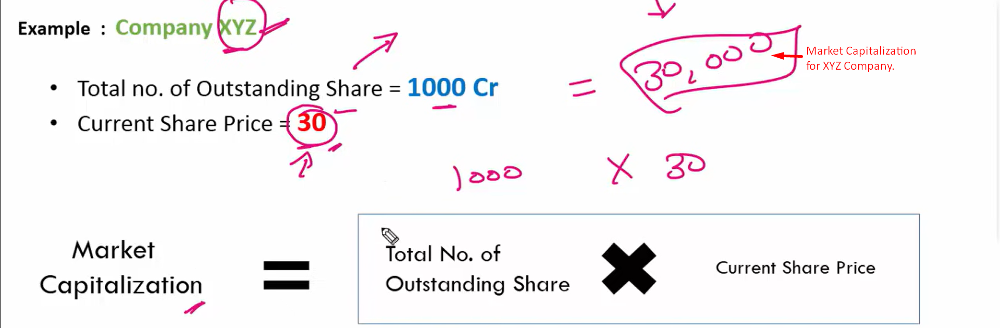 Example : Company XYZ
• Total no. of Outstanding Share = 1000 Cr
= 30,000
Market Capitalization
for XYZ Company.
• Current Share Price = 30
1000 X 30
Market
Capitalization
=
Total No. of
Outstanding Share
✖
Current Share Price